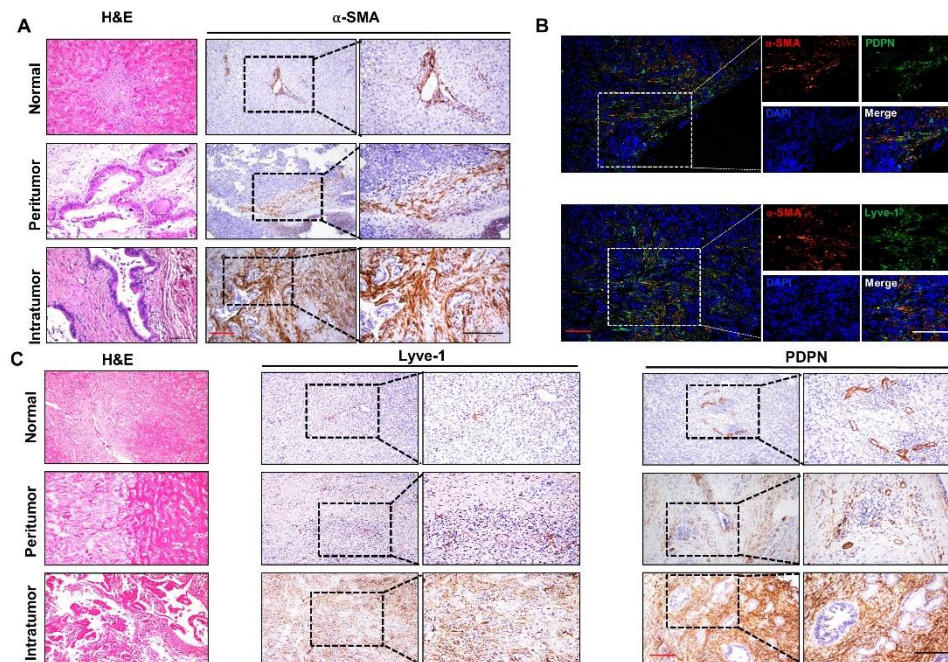 A
H&E
α-SMA
Normal
Peritumor
Intratumor
B
α-SMA
PDPN
DAPI
Merge
α-SMA
Lyve-1
DAPI
Merge
C
H&E
Lyve-1
PDPN
Normal
Peritumor
Intratumor